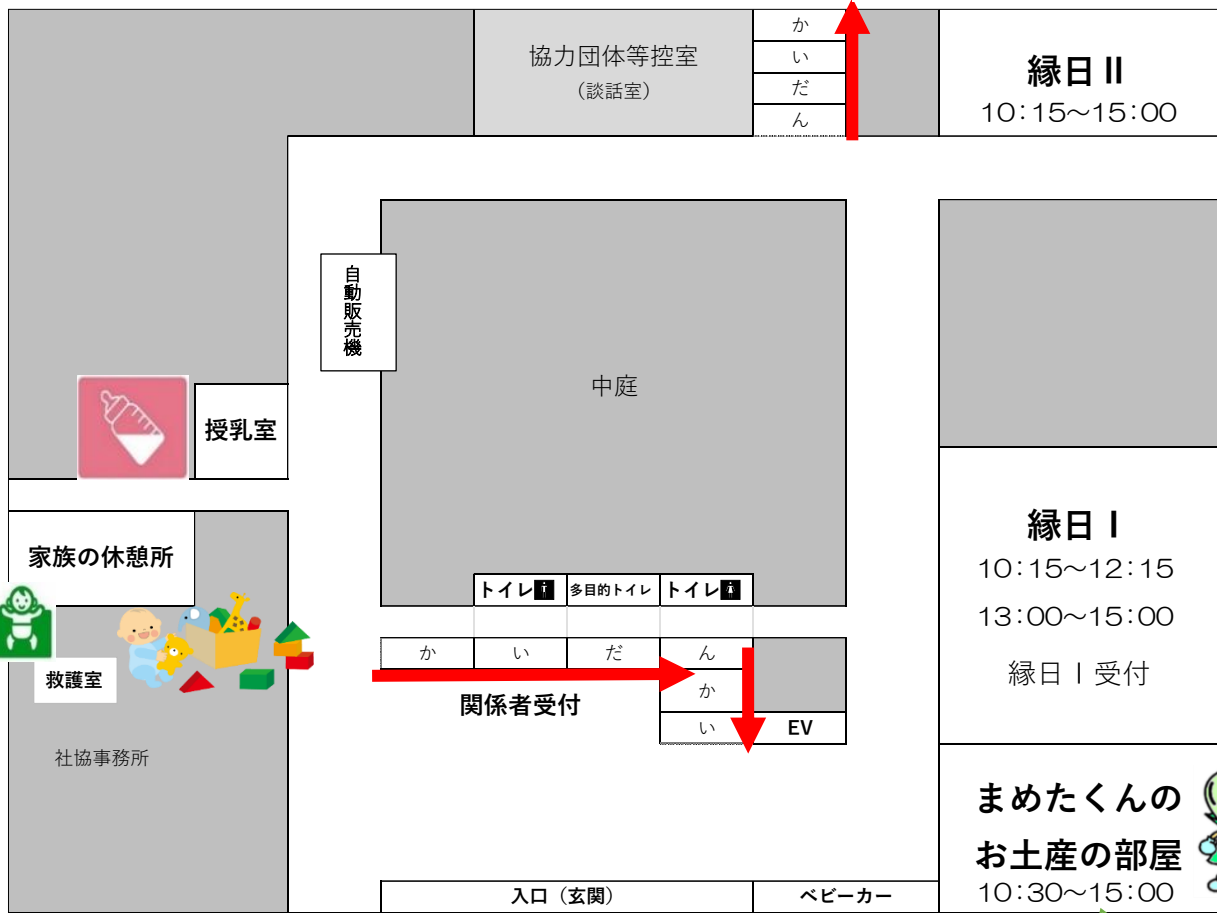 協力団体等控室
(談話室)
か
い
だ
ん
縁日Ⅱ
10:15～15:00
自動販売機
中庭
授乳室
家族の休憩所
救護室
社協事務所
トイレ
多目的トイレ
トイレ
か
い
だ
ん
か
い
関係者受付
EV
縁日Ⅰ
10:15～12:15
13:00～15:00
縁日Ⅰ受付
まめたくんの
お土産の部屋
10:30～15:00
入口（玄関）
ベビーカー